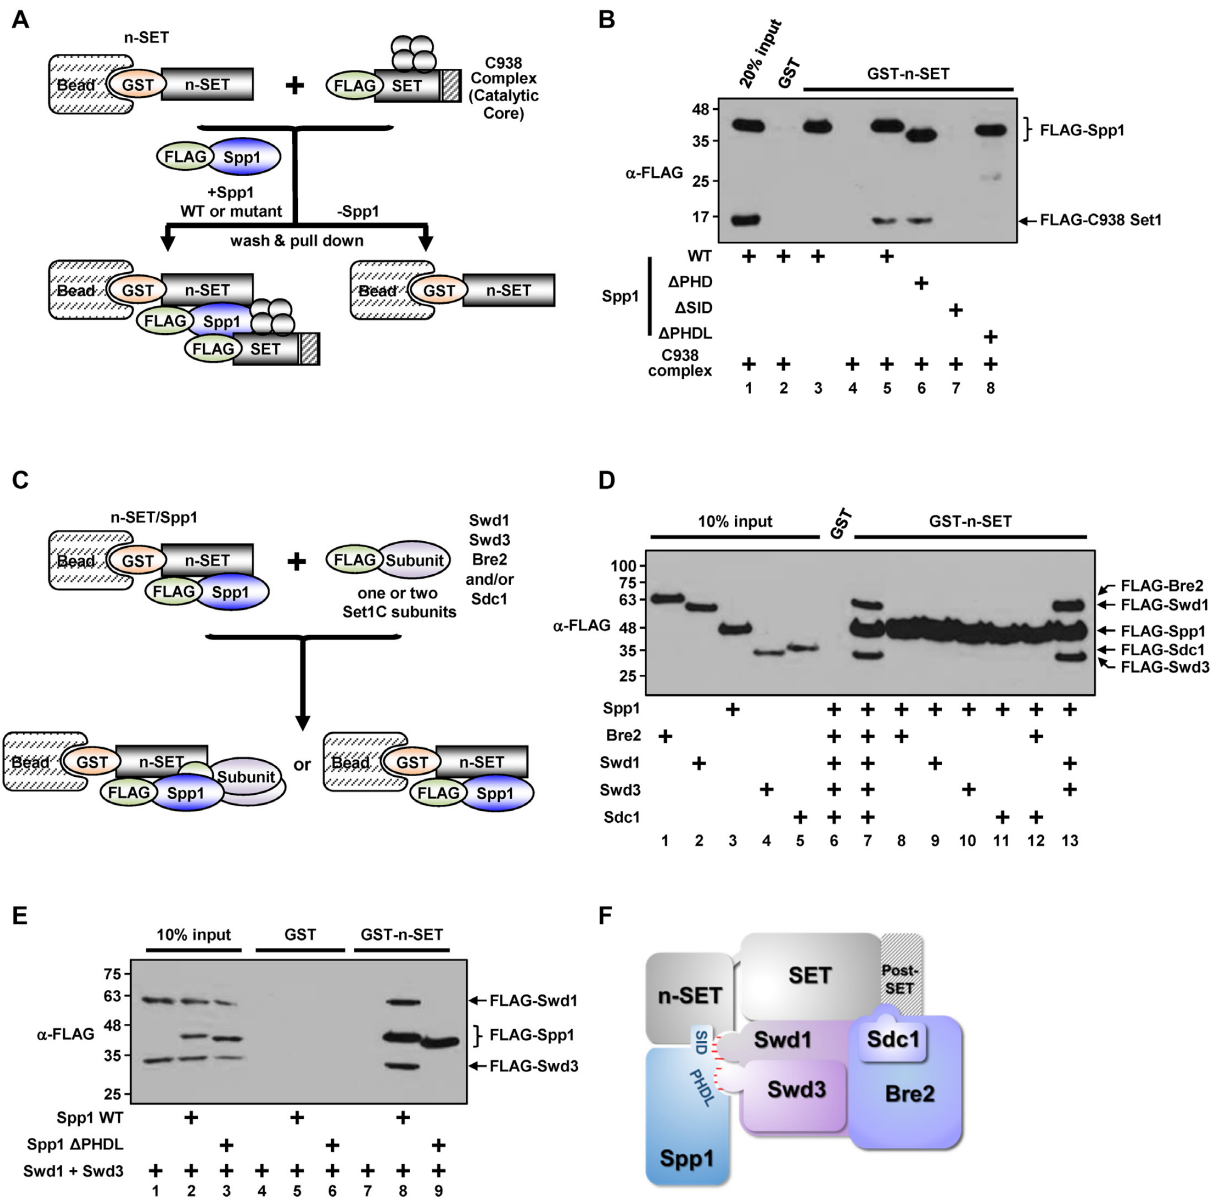 A
n-SET
Bead GST n-SET + FLAG SET
C938
Complex
(Catalytic
Core)
FLAG Spp1
+Spp1
WT or mutant
-Spp1
wash & pull down
Bead GST n-SET
FLAG Spp1
FLAG SET
Bead GST n-SET
B
20% input
GST
GST-n-SET
48
35
25
17
α-FLAG
FLAG-Spp1
FLAG-C938 Set1
Spp1
WT + + + +
ΔPHD +
ΔSID +
ΔPHDL +
C938
complex + + + + + + +
1 2 3 4 5 6 7 8
C
n-SET/Spp1
Bead GST n-SET
FLAG Spp1
+
FLAG Subunit
one or two
Set1C subunits
Swd1
Swd3
Bre2
and/or
Sdc1
Bead GST n-SET
FLAG Spp1 Subunit
or
Bead GST n-SET
FLAG Spp1
D
10% input
GST
GST-n-SET
100
75
63
48
35
25
α-FLAG
FLAG-Bre2
FLAG-Swd1
FLAG-Spp1
FLAG-Sdc1
FLAG-Swd3
Spp1 + + + + + + + + +
Bre2 + + + + +
Swd1 + + + + +
Swd3 + + + + +
Sdc1 + + + + +
1 2 3 4 5 6 7 8 9 10 11 12 13
E
10% input GST GST-n-SET
75
63
48
35
25
α-FLAG
FLAG-Swd1
FLAG-Spp1
FLAG-Swd3
Spp1 WT + + +
Spp1 ΔPHDL + + +
Swd1 + Swd3 + + + + + + + + +
1 2 3 4 5 6 7 8 9
F
n-SET
SET
Post-
SET
SID
Swd1
Sdc1
PHDL
Swd3
Bre2
Spp1